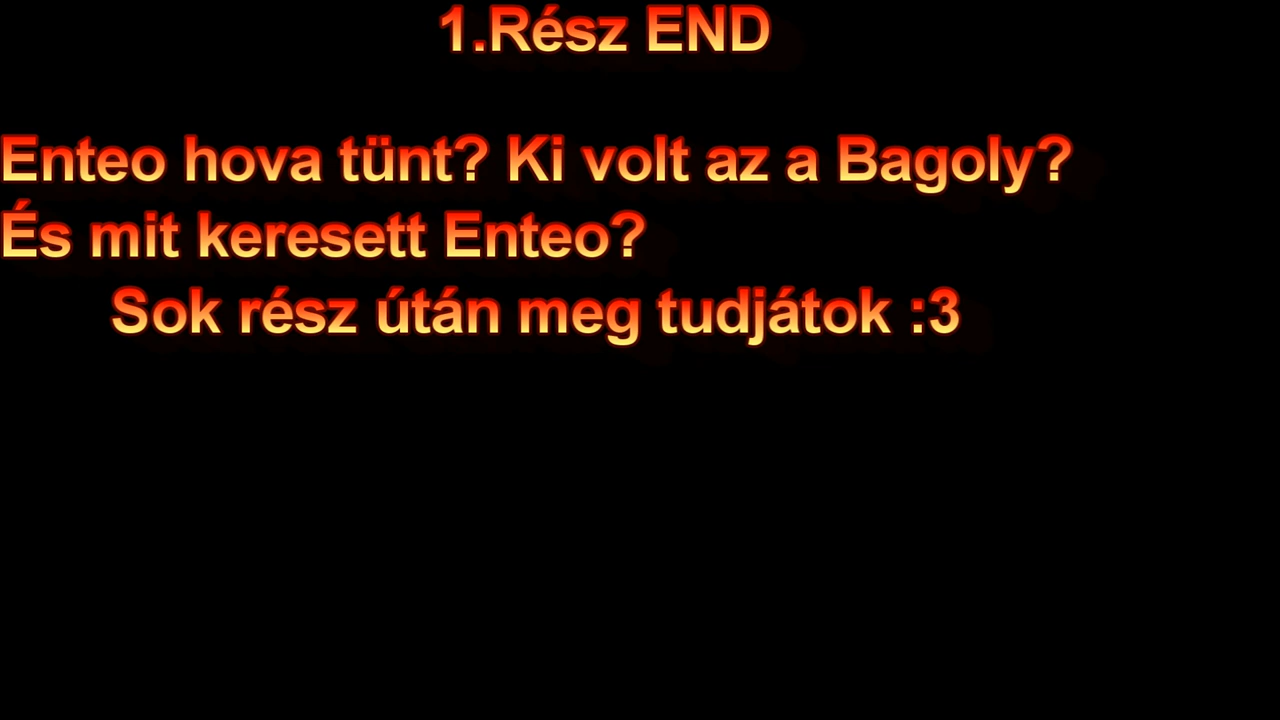 1.Rész END
Enteo hova tünt? Ki volt az a Bagoly?
És mit keresett Enteo?
Sok rész útán meg tudjátok :3